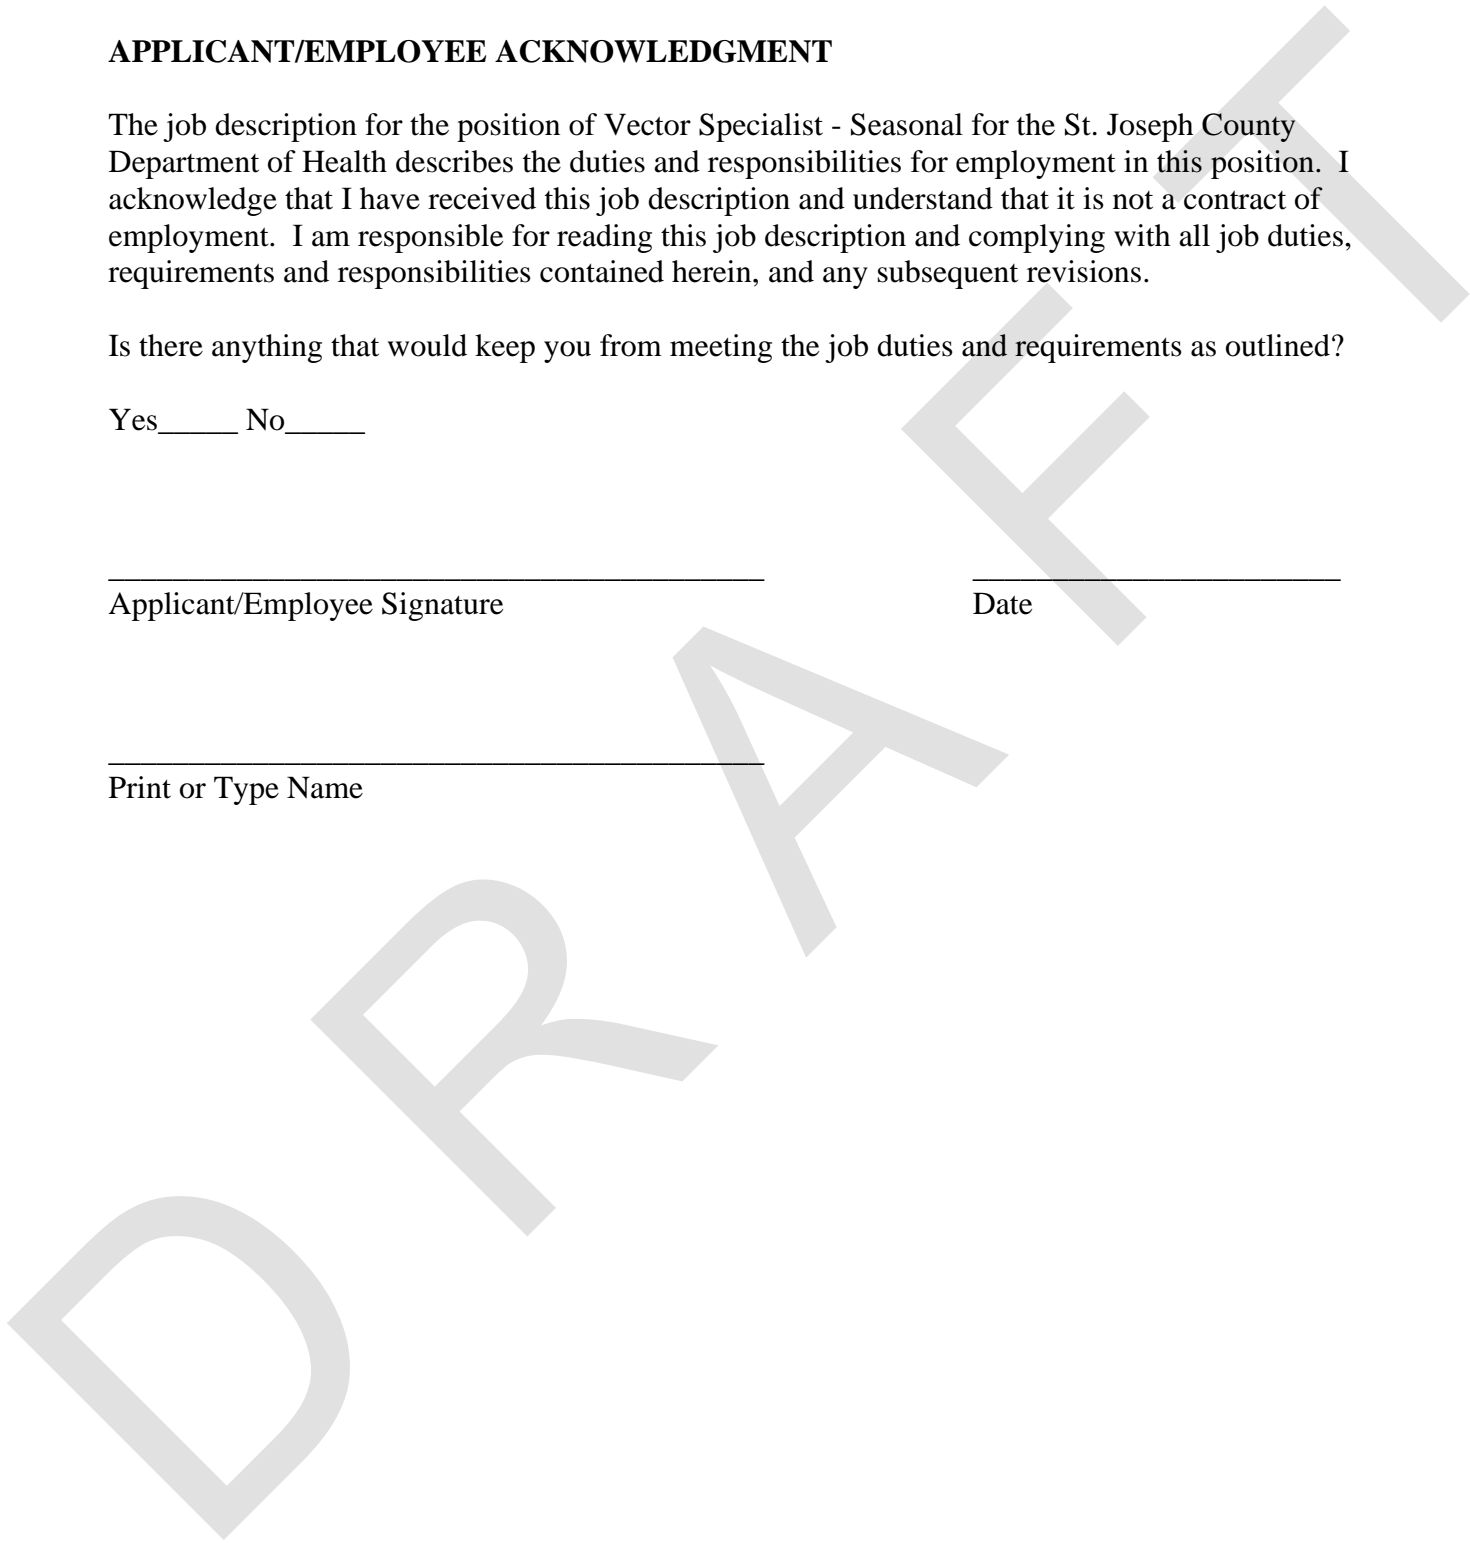 APPLICANT/EMPLOYEE ACKNOWLEDGMENT
The job description for the position of Vector Specialist - Seasonal for the St. Joseph County
Department of Health describes the duties and responsibilities for employment in this position.  I
acknowledge that I have received this job description and understand that it is not a contract of
employment.  I am responsible for reading this job description and complying with all job duties,
requirements and responsibilities contained herein, and any subsequent revisions.
Is there anything that would keep you from meeting the job duties and requirements as outlined?
Yes_____ No_____
_________________________________________ _______________________
Applicant/Employee Signature Date
_________________________________________
Print or Type Name
DRAFT